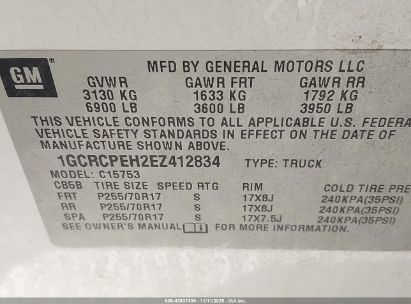 GM
MFD BY GENERAL MOTORS LLC
GVWR GAWR FRT GAWR RR
3130 KG 1633 KG 1792 KG
6900 LB 3600 LB 3950 LB
THIS VEHICLE CONFORMS TO ALL APPLICABLE U.S. FEDERA
VEHICLE SAFETY STANDARDS IN EFFECT ON THE DATE OF
MANUFACTURE SHOWN ABOVE.
1GCRCPEH2EZ412834 TYPE: TRUCK
MODEL: C15753
CB5B TIRE SIZE SPEED RTG RIM COLD TIRE PRE
FRT P255/70R17 S 17X8J 240KPA(35PSI)
RR P255/70R17 S 17X8J 240KPA(35PSI)
SPA P255/70R17 S 17X7.5J 240KPA(35PSI)
SEE OWNER'S MANUAL FOR MORE INFORMATION.